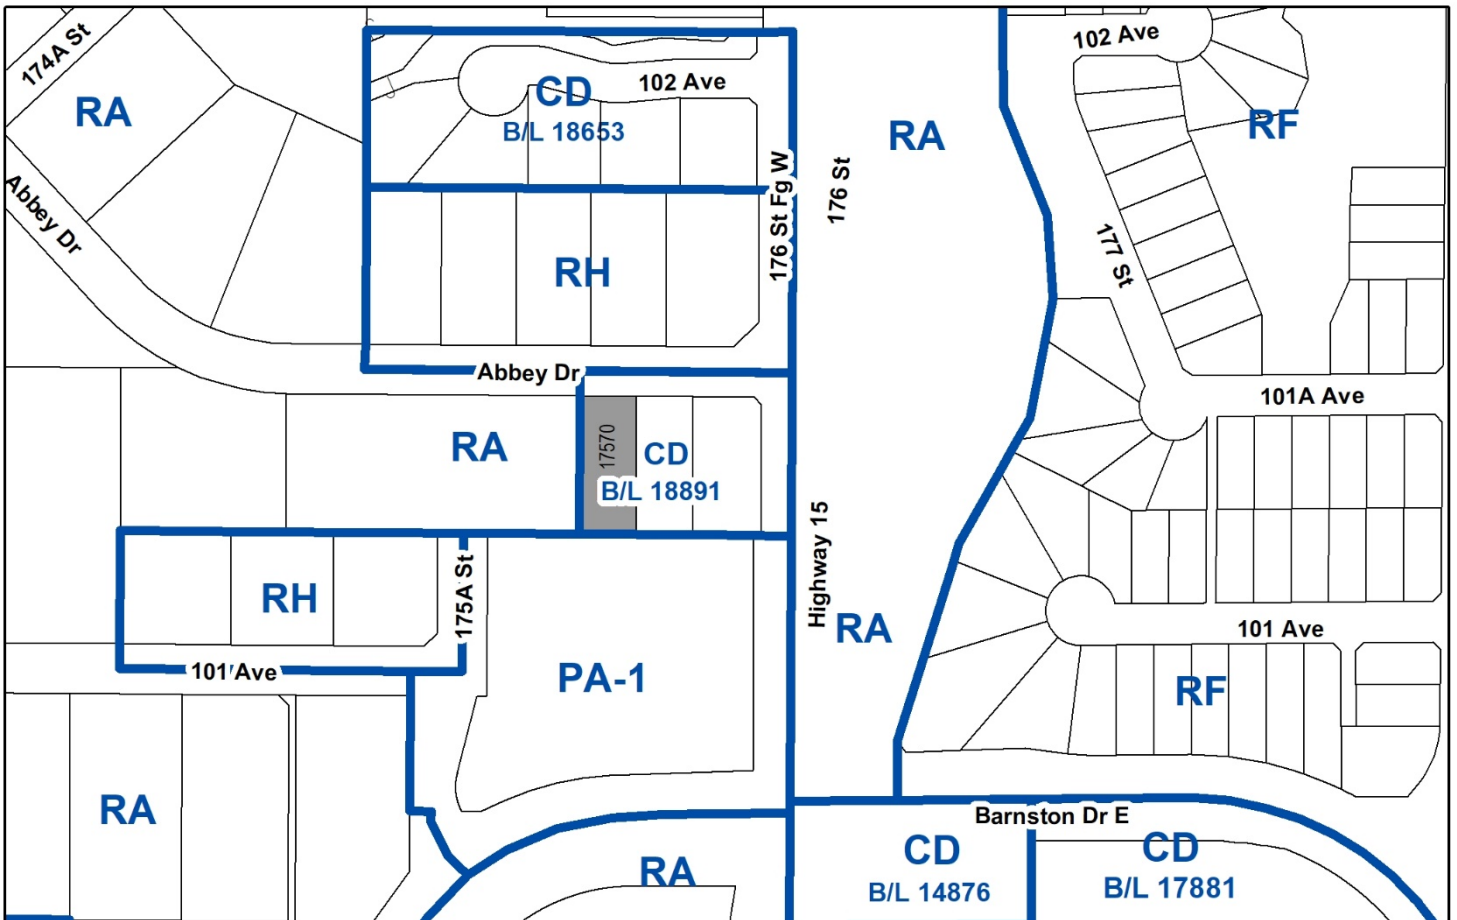 174A St
102 Ave
102 Ave
CD
RA
B/L 18653
RA
RF
176 St Fg W
176 St
Abbey Dr
177 St
RH
Abbey Dr
101A Ave
17570
RA
CD
B/L 18891
Highway 15
175A St
RH
RA
101 Ave
101 Ave
PA-1
RF
RA
Barnston Dr E
RA
CD
B/L 14876
CD
B/L 17881